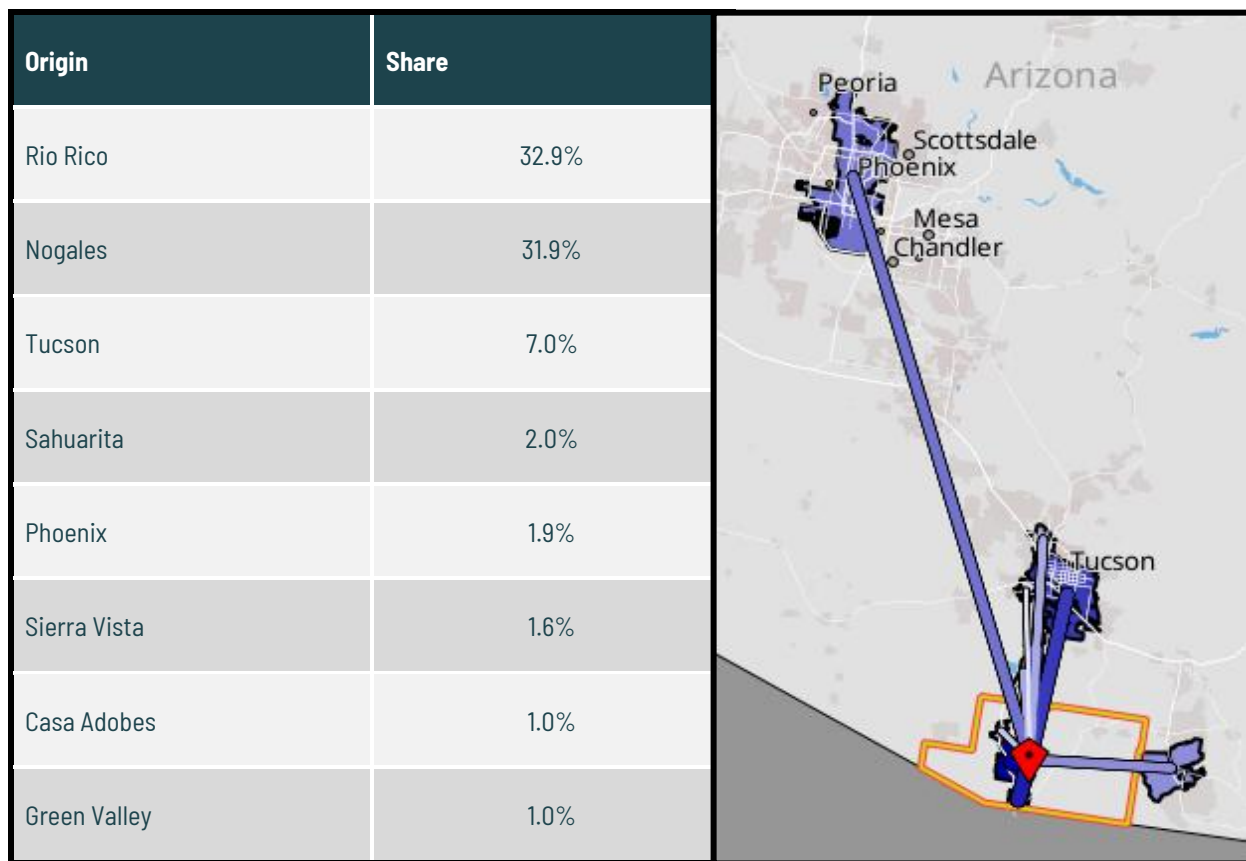 Origin Share
Rio Rico 32.9%
Nogales 31.9%
Tucson 7.0%
Sahuarita 2.0%
Phoenix 1.9%
Sierra Vista 1.6%
Casa Adobes 1.0%
Green Valley 1.0%
Arizona
Peoria
Scottsdale
Phoenix
Mesa
Chandler
Tucson